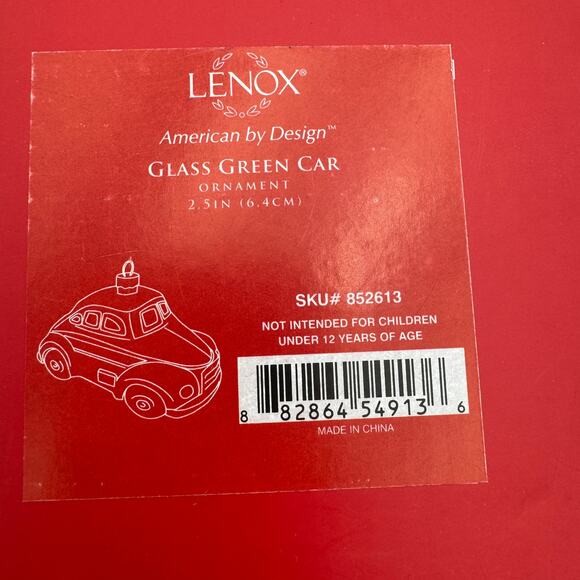 LENOX®
American by Design™
GLASS GREEN CAR
ORNAMENT
2.5IN (6.4CM)
SKU# 852613
NOT INTENDED FOR CHILDREN
UNDER 12 YEARS OF AGE
8 82864 54913 6
MADE IN CHINA